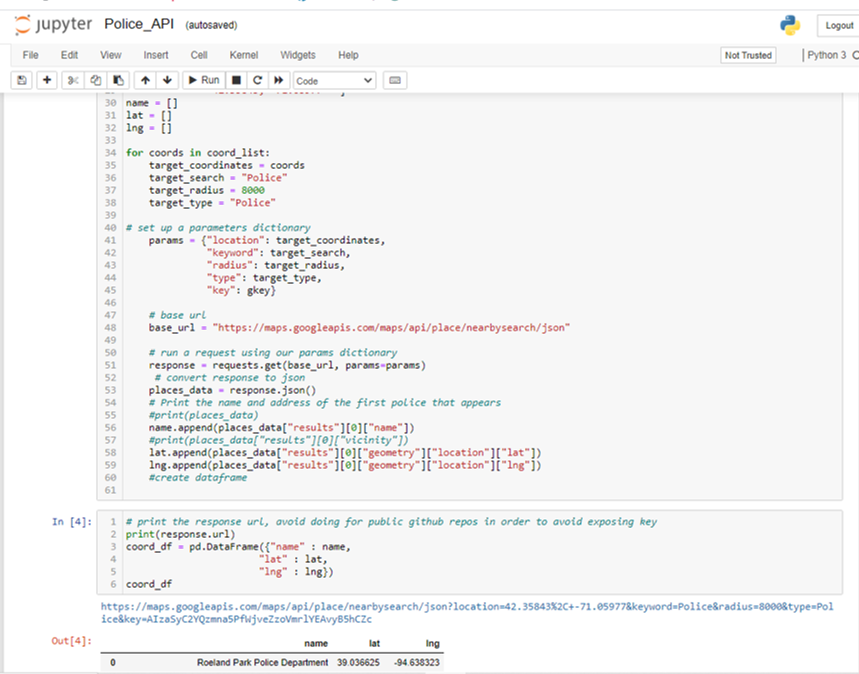 jupyter Police_API (autosaved)
Logout
File Edit View Insert Cell Kernel Widgets Help
Not Trusted Python 3
Run Code
30 name = []
31 lat = []
32 lng = []
33
34 for coords in coord_list:
35     target_coordinates = coords
36     target_search = "Police"
37     target_radius = 8000
38     target_type = "Police"
39
40 # set up a parameters dictionary
41     params = {"location": target_coordinates,
42               "keyword": target_search,
43               "radius": target_radius,
44               "type": target_type,
45               "key": gkey}
46
47     # base url
48     base_url = "https://maps.googleapis.com/maps/api/place/nearbysearch/json"
49
50     # run a request using our params dictionary
51     response = requests.get(base_url, params=params)
52      # convert response to json
53     places_data = response.json()
54     # Print the name and address of the first police that appears
55     #print(places_data)
56     name.append(places_data["results"][0]["name"])
57     #print(places_data["results"][0]["vicinity"])
58     lat.append(places_data["results"][0]["geometry"]["location"]["lat"])
59     lng.append(places_data["results"][0]["geometry"]["location"]["lng"])
60     #create dataframe
61
In [4]:
1 # print the response url, avoid doing for public github repos in order to avoid exposing key
2 print(response.url)
3 coord_df = pd.DataFrame({"name" : name,
4                          "lat" : lat,
5                          "lng" : lng})
6 coord_df
https://maps.googleapis.com/maps/api/place/nearbysearch/json?location=42.35843%2C+-71.05977&keyword=Police&radius=8000&type=Pol
ice&key=
Out[4]:
name lat lng
0 Roeland Park Police Department 39.036625 -94.638323